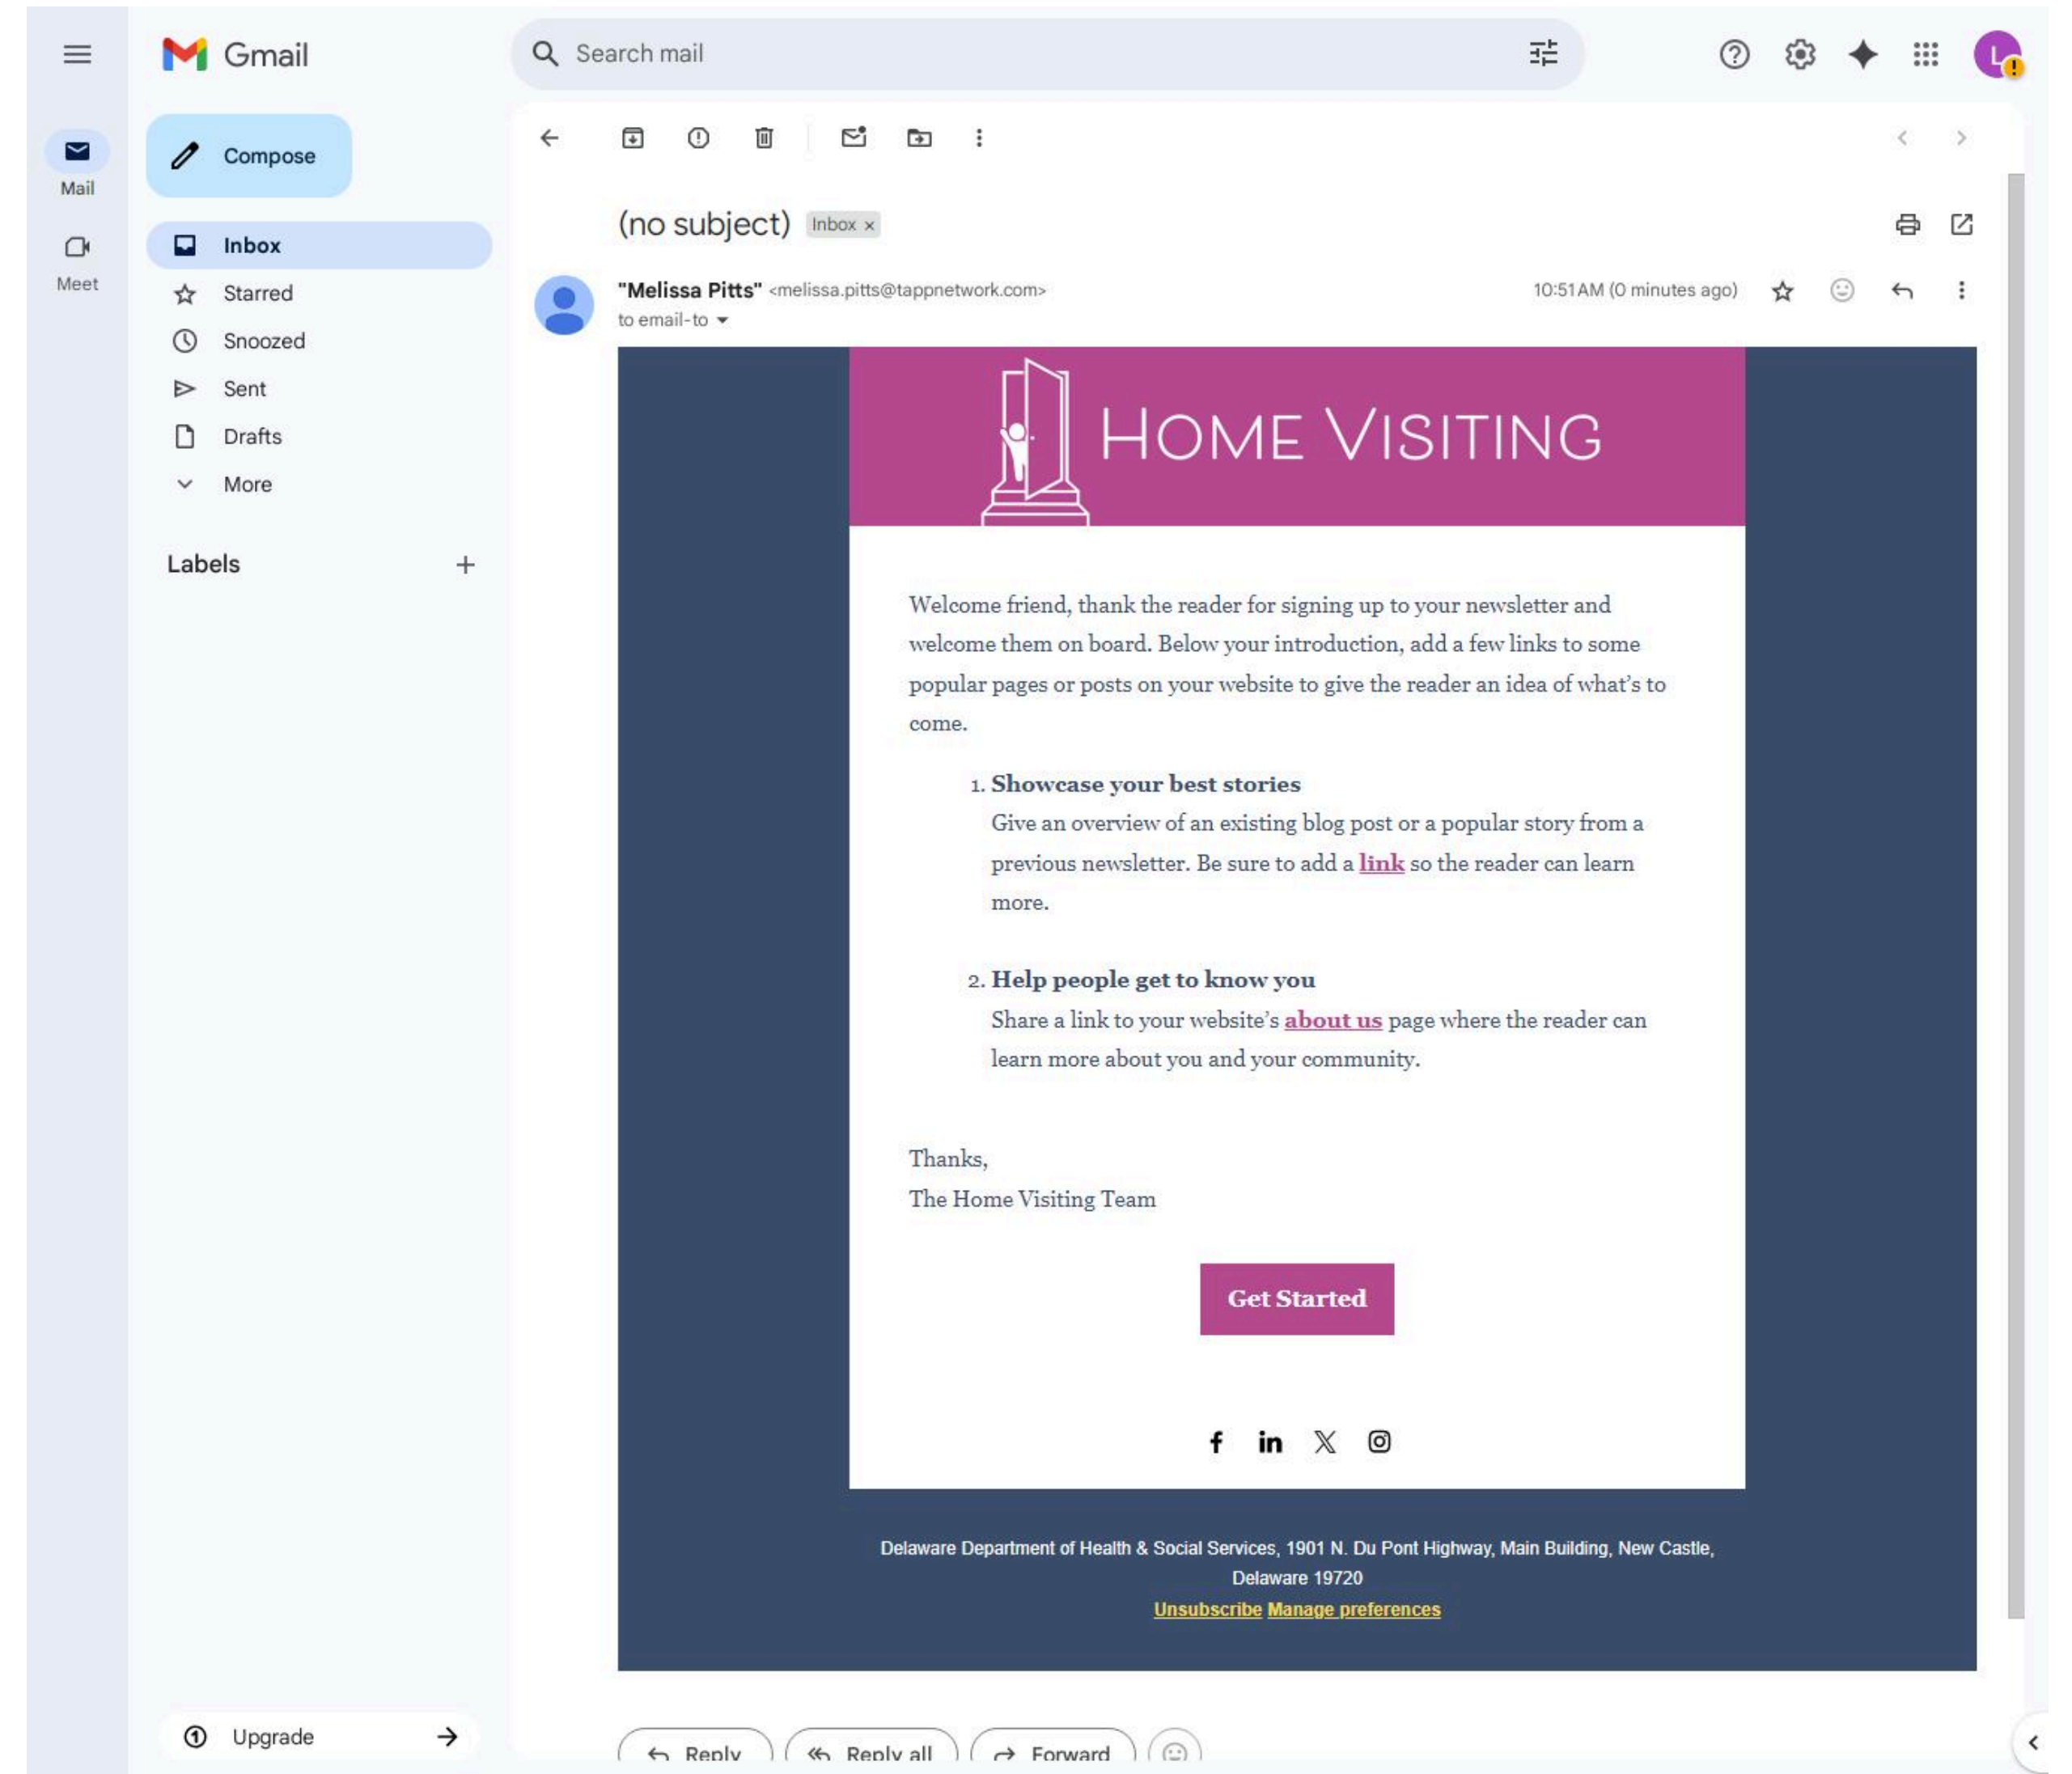 Gmail
Search mail
L
Mail
Meet
Compose
Inbox
Starred
Snoozed
Sent
Drafts
More
Labels
(no subject) Inbox ×
"Melissa Pitts" <melissa.pitts@tappnetwork.com>
10:51 AM (0 minutes ago)
to email-to
HOME VISITING
Welcome friend, thank the reader for signing up to your newsletter and
welcome them on board. Below your introduction, add a few links to some
popular pages or posts on your website to give the reader an idea of what’s to
come.
1. Showcase your best stories
Give an overview of an existing blog post or a popular story from a
previous newsletter. Be sure to add a link so the reader can learn
more.
2. Help people get to know you
Share a link to your website’s about us page where the reader can
learn more about you and your community.
Thanks,
The Home Visiting Team
Get Started
Delaware Department of Health & Social Services, 1901 N. Du Pont Highway, Main Building, New Castle,
Delaware 19720
Unsubscribe Manage preferences
Upgrade
Reply
Reply all
Forward